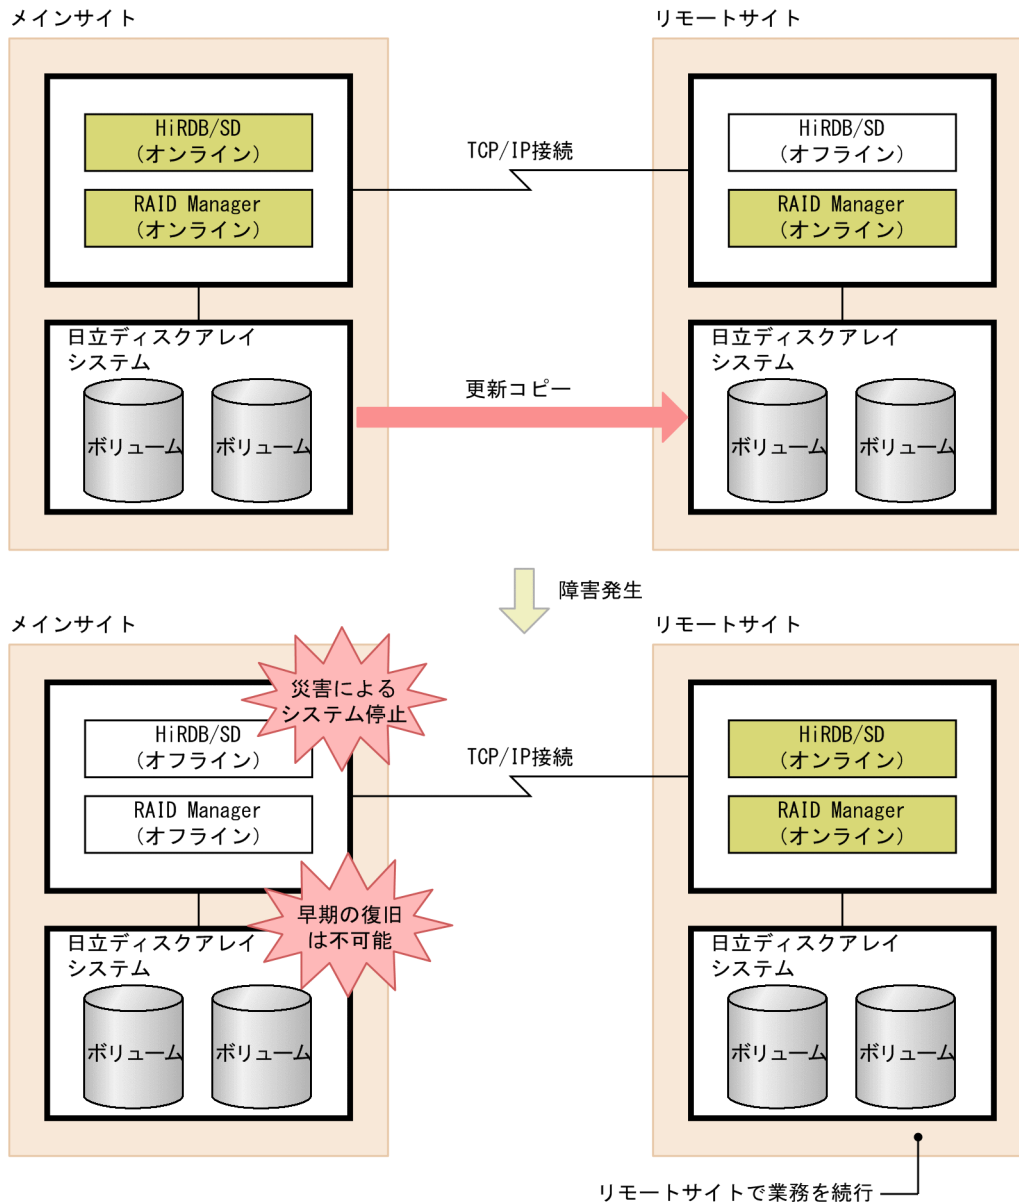 メインサイト
リモートサイト
HiRDB/SD
(オンライン)
RAID Manager
(オンライン)
TCP/IP接続
HiRDB/SD
(オフライン)
RAID Manager
(オンライン)
日立ディスクアレイ
システム
ボリューム
ボリューム
更新コピー
日立ディスクアレイ
システム
ボリューム
ボリューム
障害発生
メインサイト
リモートサイト
災害による
システム停止
HiRDB/SD
(オフライン)
RAID Manager
(オフライン)
TCP/IP接続
HiRDB/SD
(オンライン)
RAID Manager
(オンライン)
早期の復旧
は不可能
日立ディスクアレイ
システム
ボリューム
ボリューム
日立ディスクアレイ
システム
ボリューム
ボリューム
リモートサイトで業務を続行